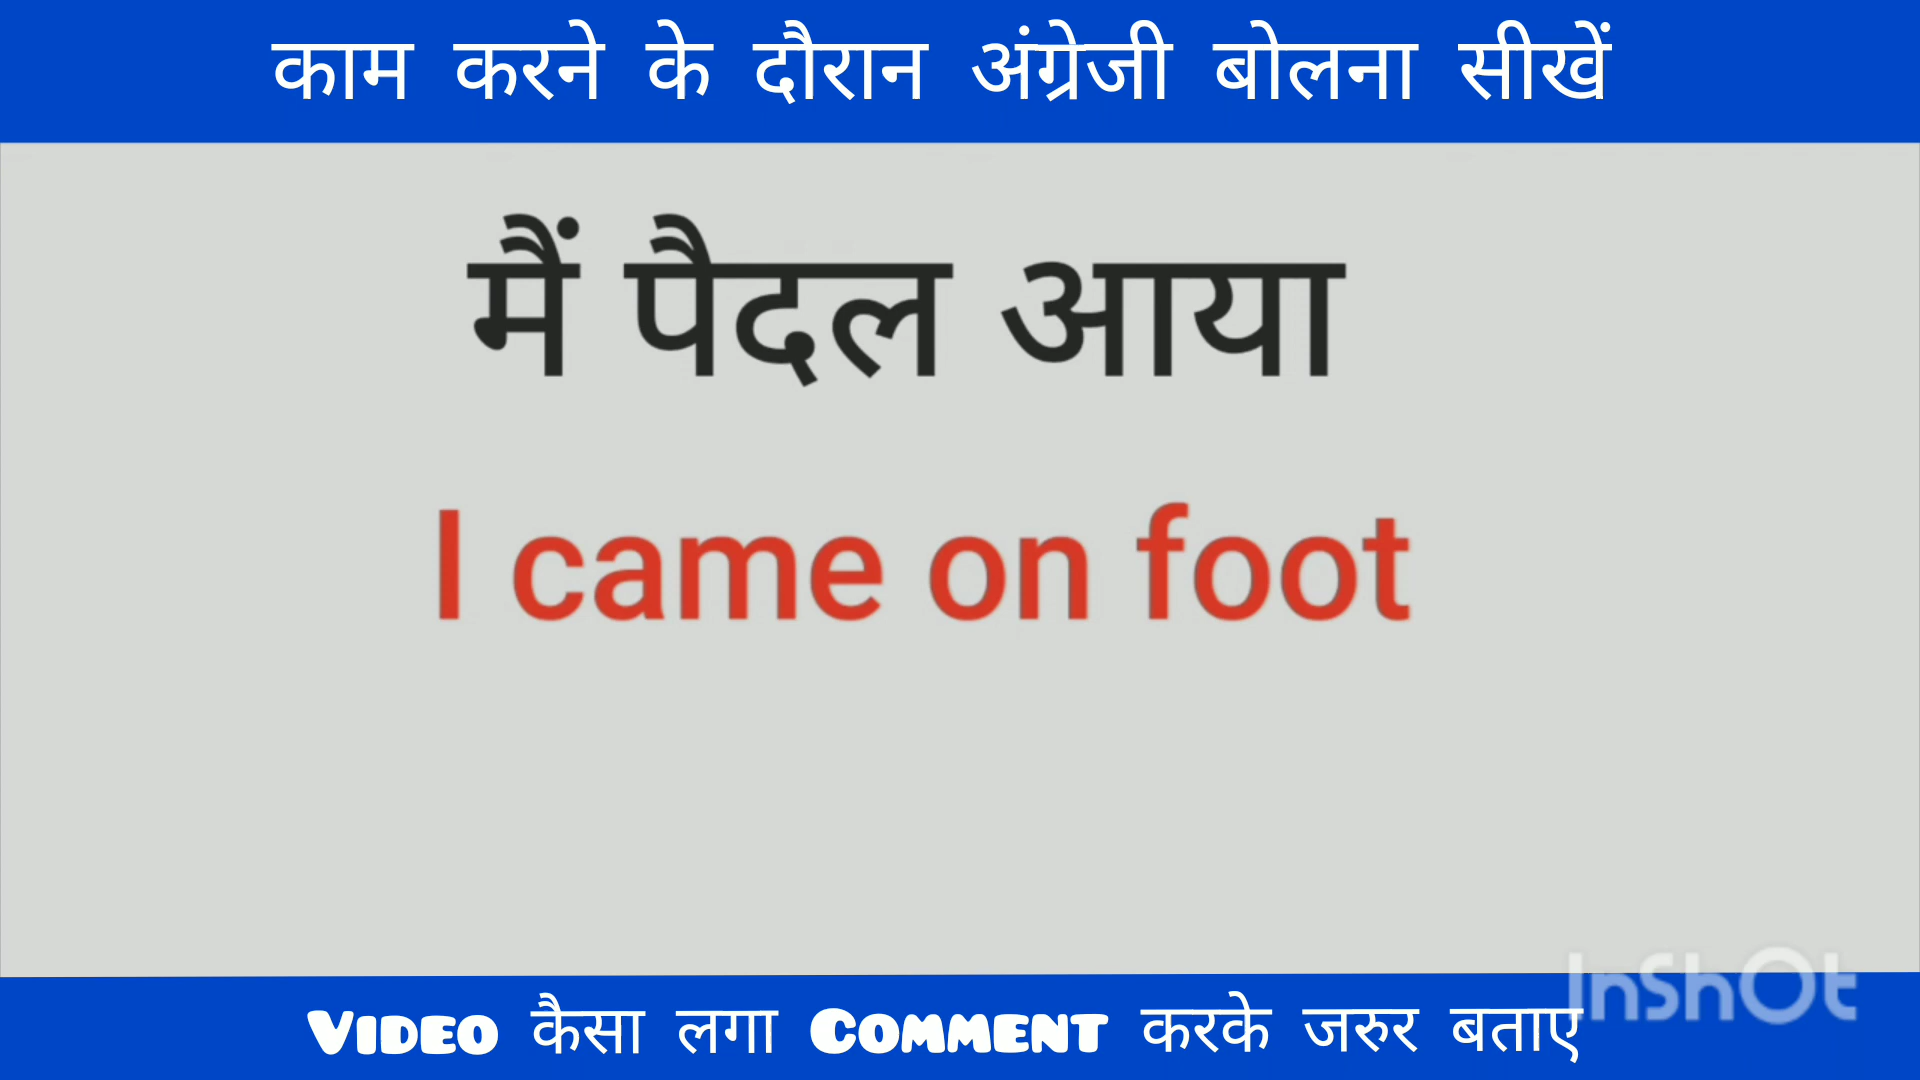 काम करने के दौरान अंग्रेजी बोलना सीखें
मैं पैदल आया
I came on foot
InShOt
VIDEO कैसा लगा COMMENT करके जरुर बताए